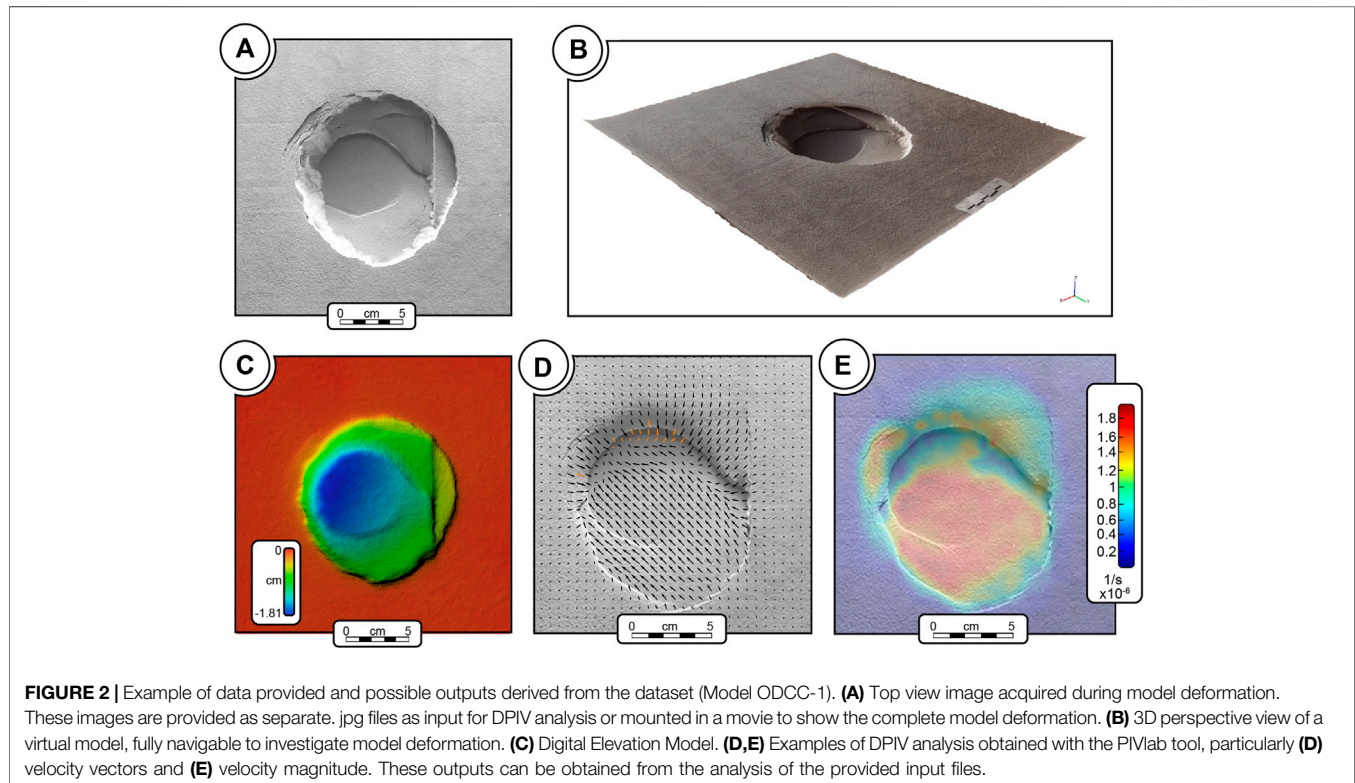 A
B
0 cm 5
Z
C
D
E
0
cm
-1.81
1.8
1.6
1.4
1.2
1
0.8
0.6
0.4
0.2
1/s
x10⁻⁶
0 cm 5
0 cm 5
0 cm 5
FIGURE 2 | Example of data provided and possible outputs derived from the dataset (Model ODCC-1). (A) Top view image acquired during model deformation.
These images are provided as separate. jpg files as input for DPIV analysis or mounted in a movie to show the complete model deformation. (B) 3D perspective view of a
virtual model, fully navigable to investigate model deformation. (C) Digital Elevation Model. (D,E) Examples of DPIV analysis obtained with the PIVlab tool, particularly (D)
velocity vectors and (E) velocity magnitude. These outputs can be obtained from the analysis of the provided input files.